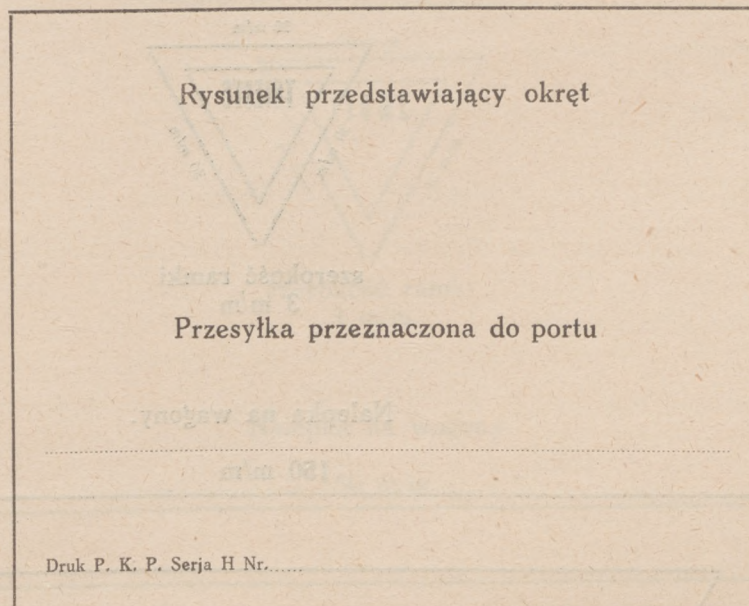 Rysunek przedstawiający okręt
Przesyłka przeznaczona do portu
Druk P. K. P. Serja H Nr......